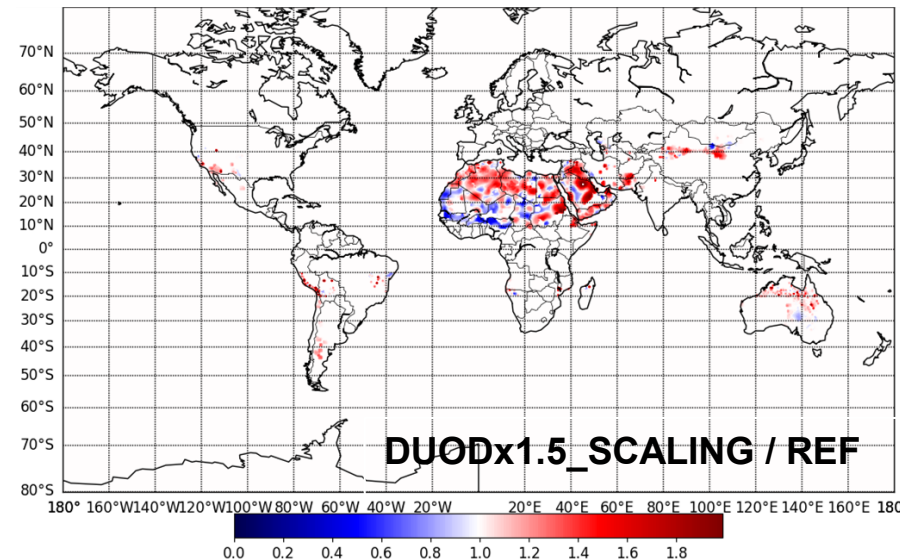 70°N
60°N
50°N
40°N
30°N
20°N
10°N
0°
10°S
20°S
30°S
40°S
50°S
60°S
70°S
80°S
DUODx1.5_SCALING / REF
180° 160°W140°W120°W100°W80°W 60°W 40°W 20°W 20°E 40°E 60°E 80°E 100°E 120°E 140°E 160°E 180
0.0 0.2 0.4 0.6 0.8 1.0 1.2 1.4 1.6 1.8